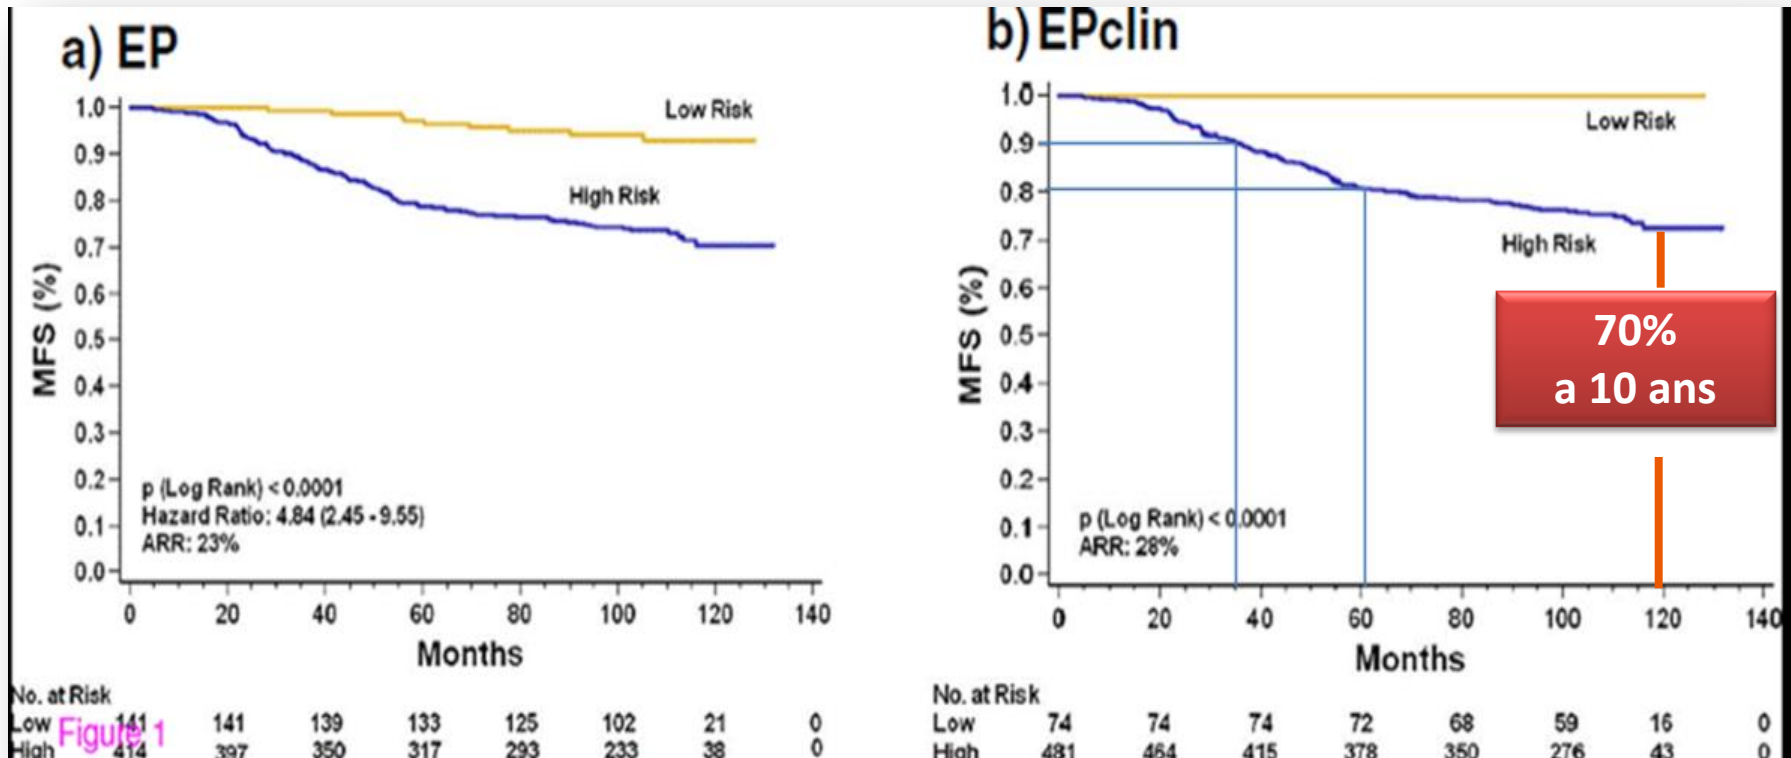 a) EP
1.0
0.9
0.8
0.7
0.6
0.5
0.4
0.3
0.2
0.1
0.0
MFS (%)
Low Risk
High Risk
p (Log Rank) < 0.0001
Hazard Ratio: 4.84 (2.45 - 9.55)
ARR: 23%
0 20 40 60 80 100 120 140
Months
No. at Risk
Low 141 141 139 133 125 102 21 0
High 414 397 350 317 293 233 38 0
Figure 1
b) EPclin
1.0
0.9
0.8
0.7
0.6
0.5
0.4
0.3
0.2
0.1
0.0
MFS (%)
Low Risk
High Risk
70%
a 10 ans
p (Log Rank) < 0.0001
ARR: 28%
0 20 40 60 80 100 120 140
Months
No. at Risk
Low 74 74 74 72 68 59 16 0
High 481 464 415 378 350 276 43 0